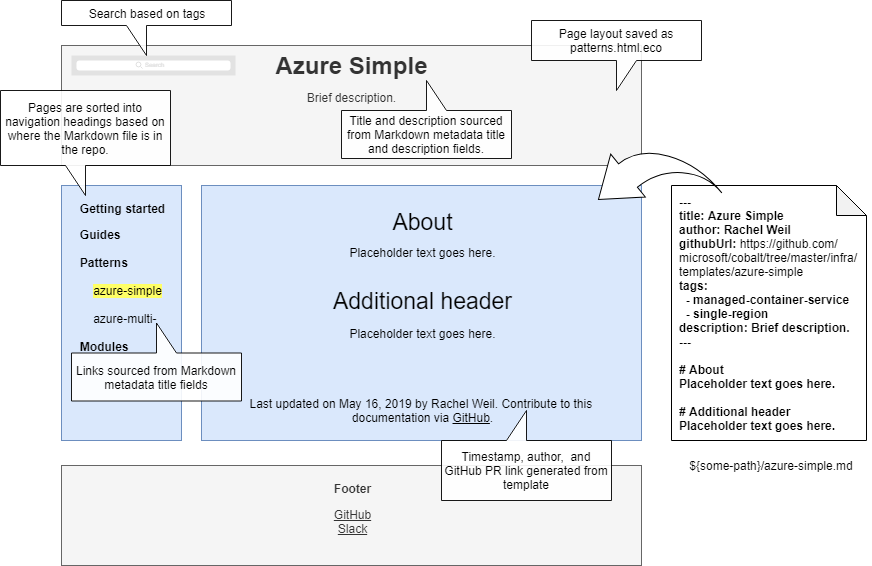 Search based on tags
Page layout saved as
patterns.html.eco
Search
Azure Simple
Brief description.
Title and description sourced
from Markdown metadata title
and description fields.
Pages are sorted into
navigation headings based on
where the Markdown file is in
the repo.
Getting started
Guides
Patterns
azure-simple
azure-multi-
Modules
Links sourced from Markdown
metadata title fields
About
Placeholder text goes here.
Additional header
Placeholder text goes here.
Last updated on May 16, 2019 by Rachel Weil. Contribute to this
documentation via GitHub.
Timestamp, author, and
GitHub PR link generated from
template
---
title: Azure Simple
author: Rachel Weil
githubUrl: https://github.com/
microsoft/cobalt/tree/master/infra/
templates/azure-simple
tags:
- managed-container-service
- single-region
description: Brief description.
---
# About
Placeholder text goes here.
# Additional header
Placeholder text goes here.
${some-path}/azure-simple.md
Footer
GitHub
Slack